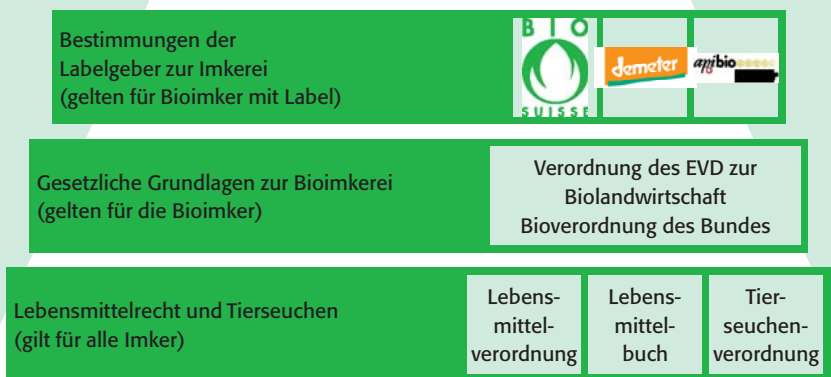 Bestimmungen der
Labelgeber zur Imkerei
(gelten für Bioimker mit Label)
BIO
SUISSE
demeter
apibio
Gesetzliche Grundlagen zur Bioimkerei
(gelten für die Bioimker)
Verordnung des EVD zur
Biolandwirtschaft
Bioverordnung des Bundes
Lebensmittelrecht und Tierseuchen
(gilt für alle Imker)
Lebens-
mittel-
verordnung
Lebens-
mittel-
buch
Tier-
seuchen-
verordnung